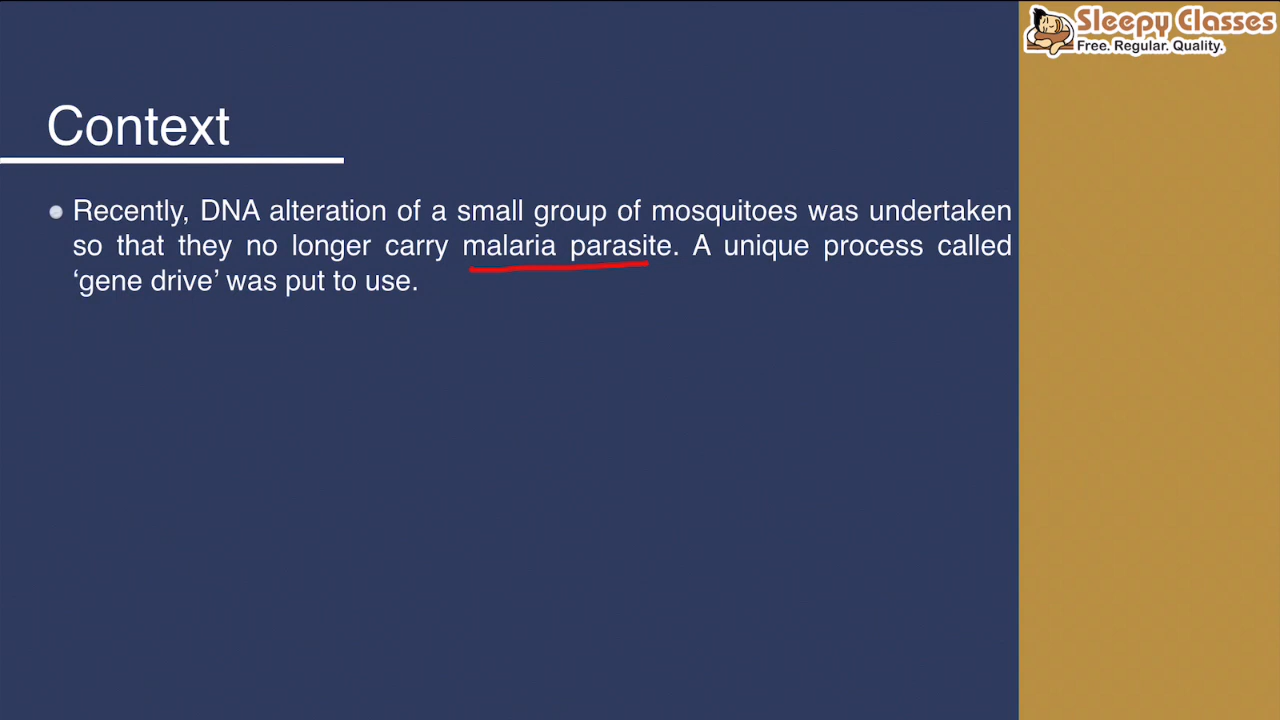 Sleepy Classes
Free. Regular. Quality.
Context
Recently, DNA alteration of a small group of mosquitoes was undertaken
so that they no longer carry malaria parasite. A unique process called
‘gene drive’ was put to use.